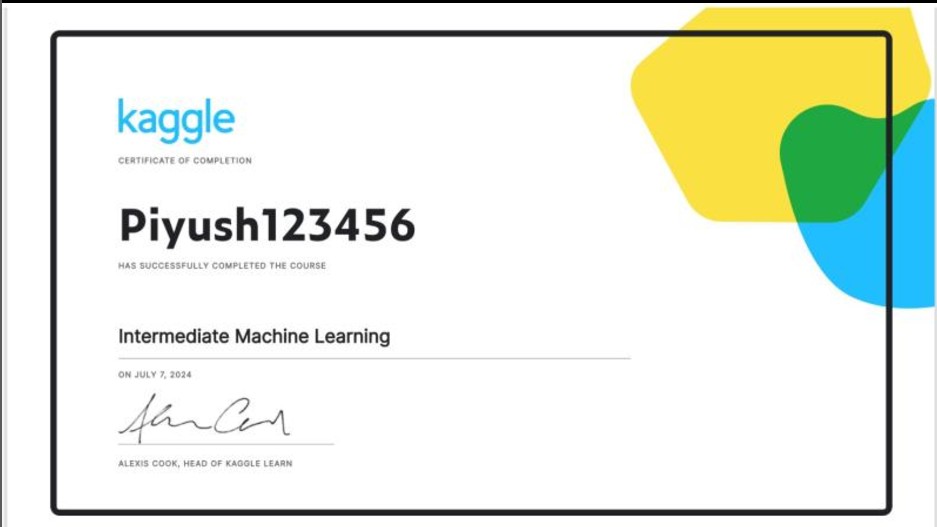 kaggle
CERTIFICATE OF COMPLETION
Piyush123456
HAS SUCCESSFULLY COMPLETED THE COURSE
Intermediate Machine Learning
ON JULY 7, 2024
ALEXIS COOK, HEAD OF KAGGLE LEARN